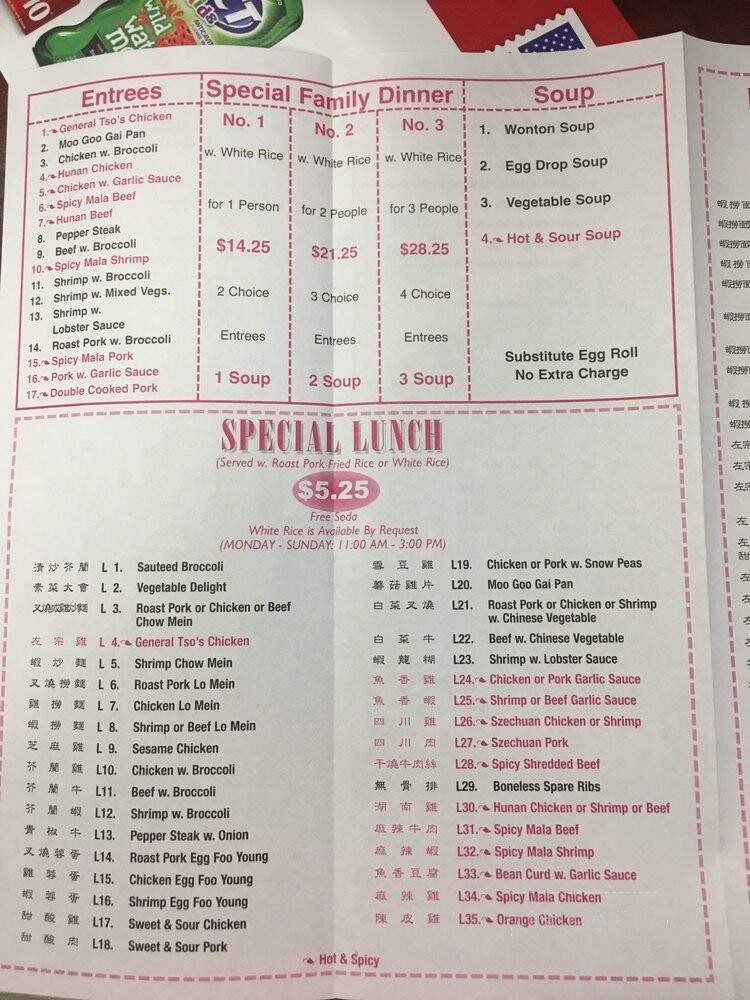 10
wild
wat
m
ACT
kids
ANTICAVITY
Entrees
1. General Tso's Chicken
2. Moo Goo Gai Pan
3. Chicken w. Broccoli
4. Hunan Chicken
5. Chicken w. Garlic Sauce
6. Spicy Mala Beef
7. Hunan Beef
8. Pepper Steak
9. Beef w. Broccoli
10. Spicy Mala Shrimp
11. Shrimp w. Broccoli
12. Shrimp w. Mixed Vegs.
13. Shrimp w.
Lobster Sauce
14. Roast Pork w. Broccoli
15. Spicy Mala Pork
16. Pork w. Garlic Sauce
17. Double Cooked Pork
Special Family Dinner
No. 1
w. White Rice
for 1 Person
$14.25
2 Choice
Entrees
1 Soup
No. 2
w. White Rice
for 2 People
$21.25
3 Choice
Entrees
2 Soup
No. 3
w. White Rice
for 3 People
$28.25
4 Choice
Entrees
3 Soup
Soup
1. Wonton Soup
2. Egg Drop Soup
3. Vegetable Soup
4. Hot & Sour Soup
Substitute Egg Roll
No Extra Charge
SPECIAL LUNCH
(Served w. Roast Pork Fried Rice or White Rice)
$5.25
Free Soda
White Rice is Available By Request
(MONDAY - SUNDAY: 11:00 AM - 3:00 PM)
清炒芥蘭 L 1. Sauteed Broccoli
素菜大會 L 2. Vegetable Delight
L 3. Roast Pork or Chicken or Beef
Chow Mein
左宗雞 L 4. General Tso's Chicken
蝦炒麵 L 5. Shrimp Chow Mein
叉燒撈麵 L 6. Roast Pork Lo Mein
雞撈麵 L 7. Chicken Lo Mein
蝦撈麵 L 8. Shrimp or Beef Lo Mein
芝麻雞 L 9. Sesame Chicken
芥蘭雞 L10. Chicken w. Broccoli
芥蘭牛 L11. Beef w. Broccoli
芥蘭蝦 L12. Shrimp w. Broccoli
青椒牛 L13. Pepper Steak w. Onion
叉燒蓉蛋 L14. Roast Pork Egg Foo Young
雞蓉蛋 L15. Chicken Egg Foo Young
蝦蓉蛋 L16. Shrimp Egg Foo Young
甜酸雞 L17. Sweet & Sour Chicken
甜酸肉 L18. Sweet & Sour Pork
雪豆雞 L19. Chicken or Pork w. Snow Peas
蘑菇雞片 L20. Moo Goo Gai Pan
白菜叉燒 L21. Roast Pork or Chicken or Shrimp
w. Chinese Vegetable
白菜牛 L22. Beef w. Chinese Vegetable
蝦龍糊 L23. Shrimp w. Lobster Sauce
魚香雞 L24. Chicken or Pork Garlic Sauce
魚香蝦 L25. Shrimp or Beef Garlic Sauce
四川雞 L26. Szechuan Chicken or Shrimp
四川肉 L27. Szechuan Pork
干燒牛肉絲 L28. Spicy Shredded Beef
無骨排 L29. Boneless Spare Ribs
湖南雞 L30. Hunan Chicken or Shrimp or Beef
麻辣牛肉 L31. Spicy Mala Beef
麻辣蝦 L32. Spicy Mala Shrimp
魚香豆腐 L33. Bean Curd w. Garlic Sauce
麻辣雞 L34. Spicy Mala Chicken
陳皮雞 L35. Orange Chicken
Hot & Spicy